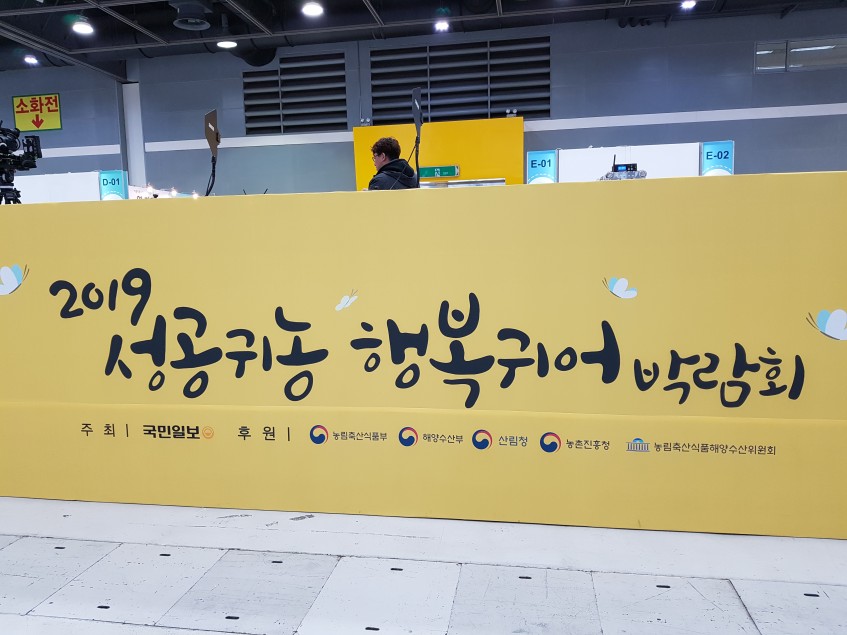 소화전
D-01
E-01
E-02
2019
성공귀농 행복귀어 박람회
주최 | 국민일보 후원 | 농림축산식품부 해양수산부 산림청 농촌진흥청 농림축산식품해양수산위원회